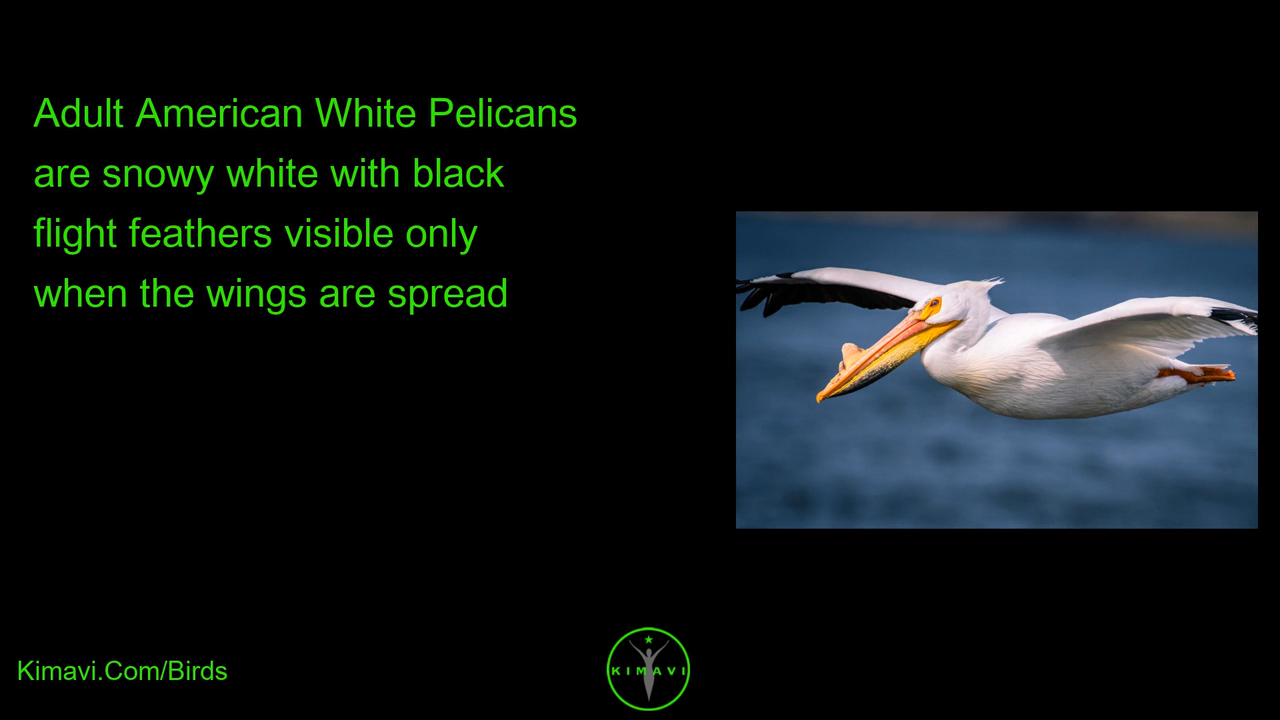 Adult American White Pelicans
are snowy white with black
flight feathers visible only
when the wings are spread
Kimavi.Com/Birds
KIMAVI